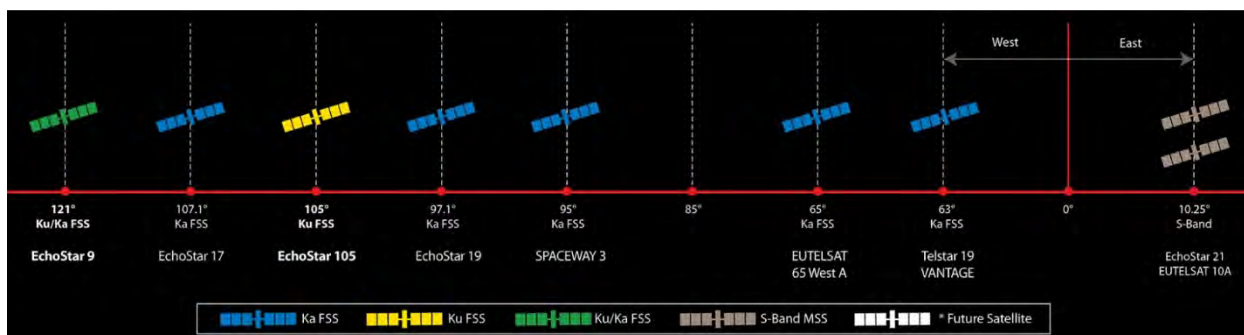 West
East
121°
Ku/Ka FSS
EchoStar 9
107.1°
Ka FSS
EchoStar 17
105°
Ku FSS
EchoStar 105
97.1°
Ka FSS
EchoStar 19
95°
Ka FSS
SPACEWAY 3
85°
65°
Ka FSS
EUTELSAT
65 West A
63°
Ka FSS
Telstar 19
VANTAGE
0°
10.25°
S-Band
EchoStar 21
EUTELSAT 10A
Ka FSS
Ku FSS
Ku/Ka FSS
S-Band MSS
* Future Satellite